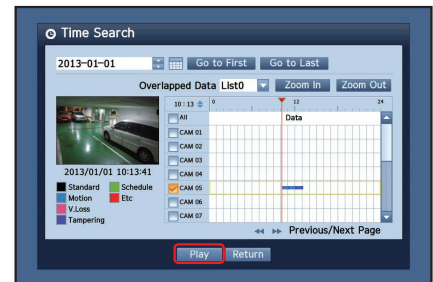 Time Search
2013-01-01
Go to First
Go to Last
Overlapped Data
List0
Zoom In
Zoom Out
10 : 13
0
12
24
All
Data
CAM 01
CAM 02
CAM 03
CAM 04
CAM 05
CAM 06
CAM 07
2013/01/01 10:13:41
Standard
Schedule
Motion
Etc
V.Loss
Tampering
Previous/Next Page
Play
Return